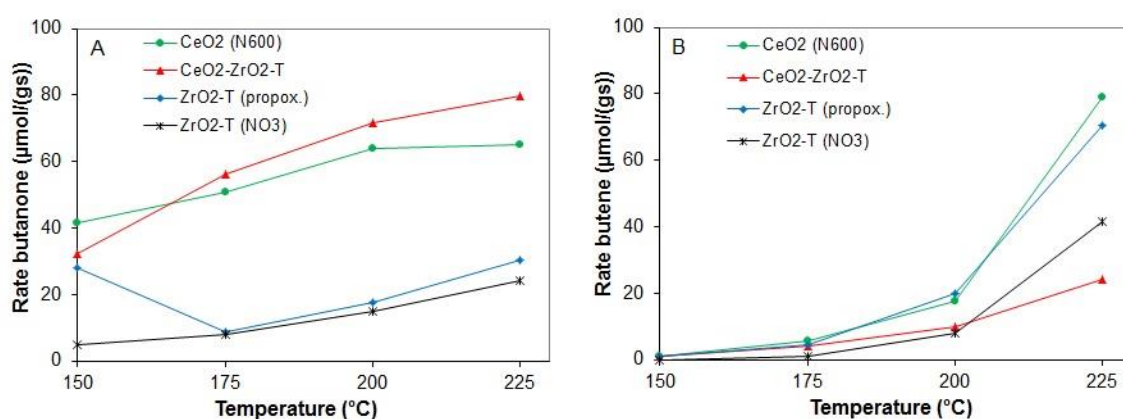 A
CeO2 (N600)
CeO2-ZrO2-T
ZrO2-T (propox.)
ZrO2-T (NO3)
Rate butanone (µmol/(gs))
100
80
60
40
20
0
150 175 200 225
Temperature (°C)
B
CeO2 (N600)
CeO2-ZrO2-T
ZrO2-T (propox.)
ZrO2-T (NO3)
Rate butene (µmol/(gs))
100
80
60
40
20
0
150 175 200 225
Temperature (°C)